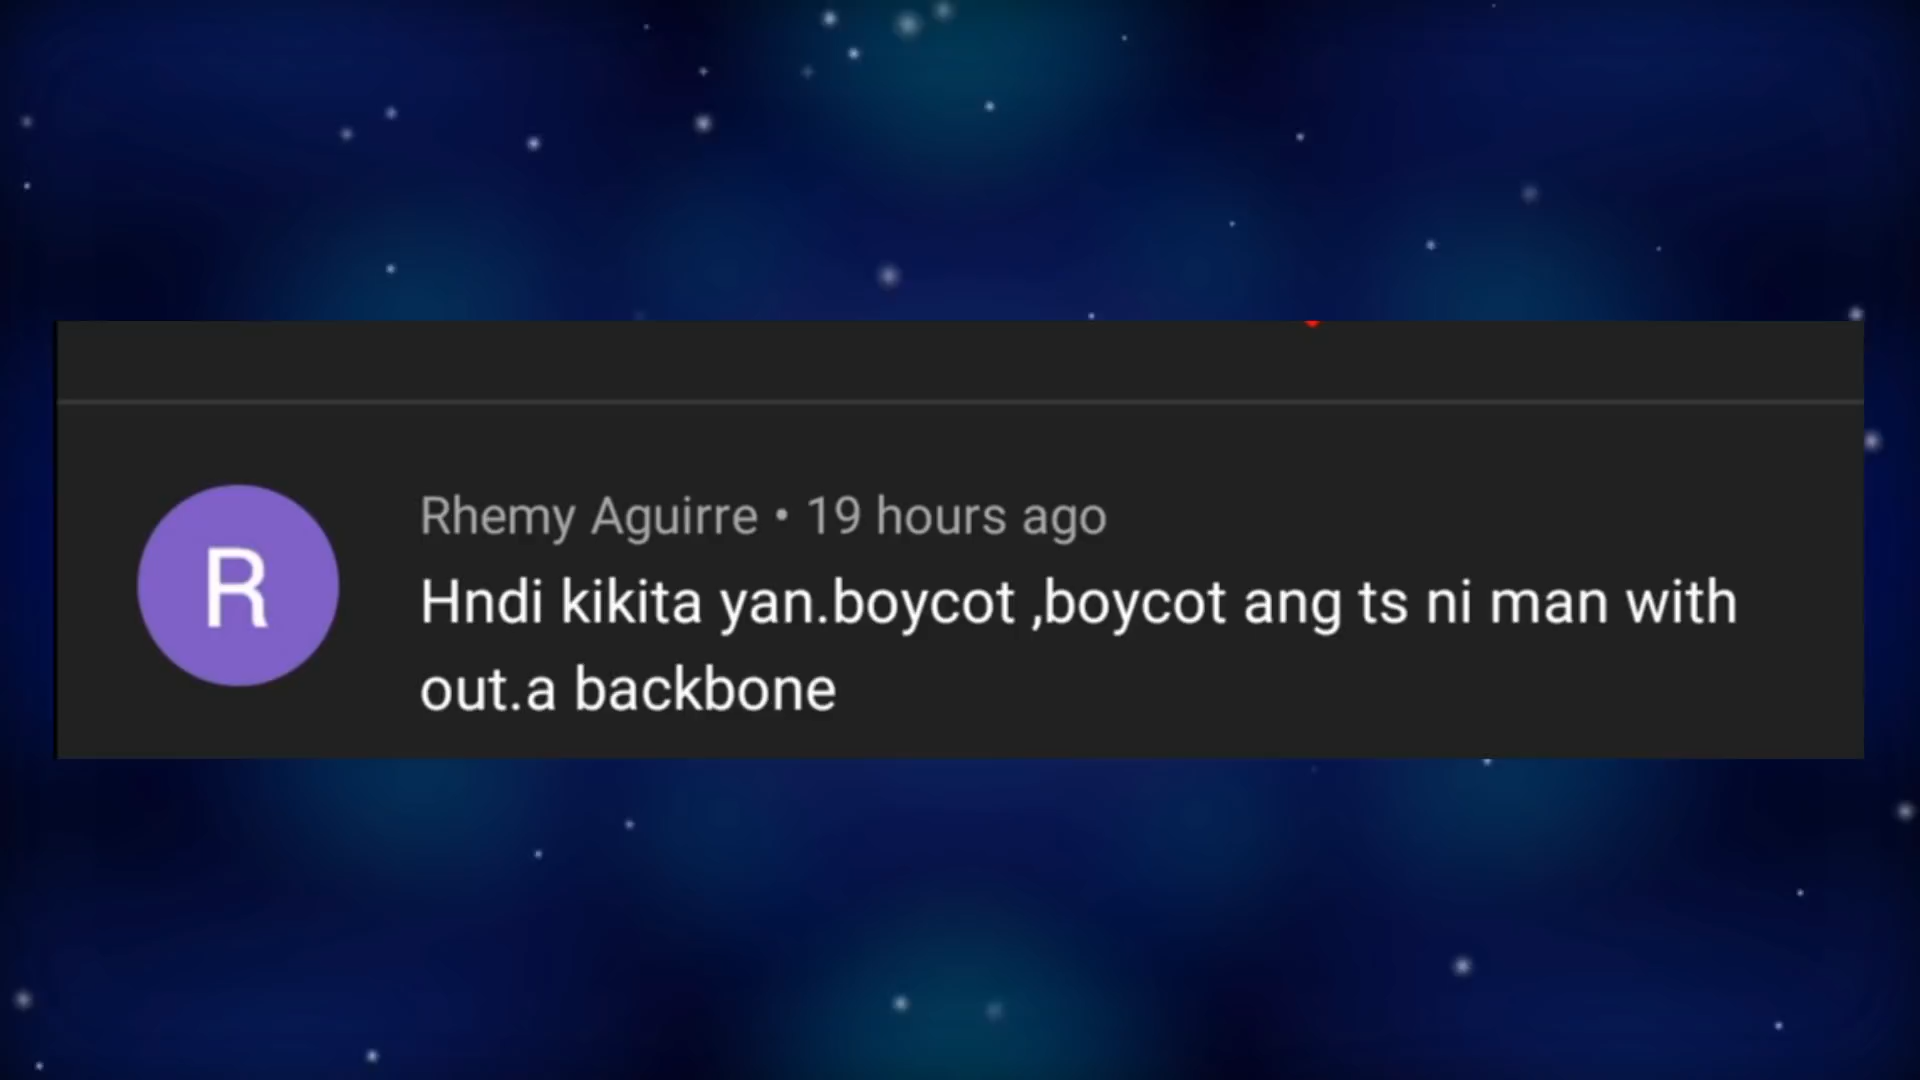 R
Rhemy Aguirre • 19 hours ago
Hndi kikita yan.boycot ,boycot ang ts ni man with
out.a backbone